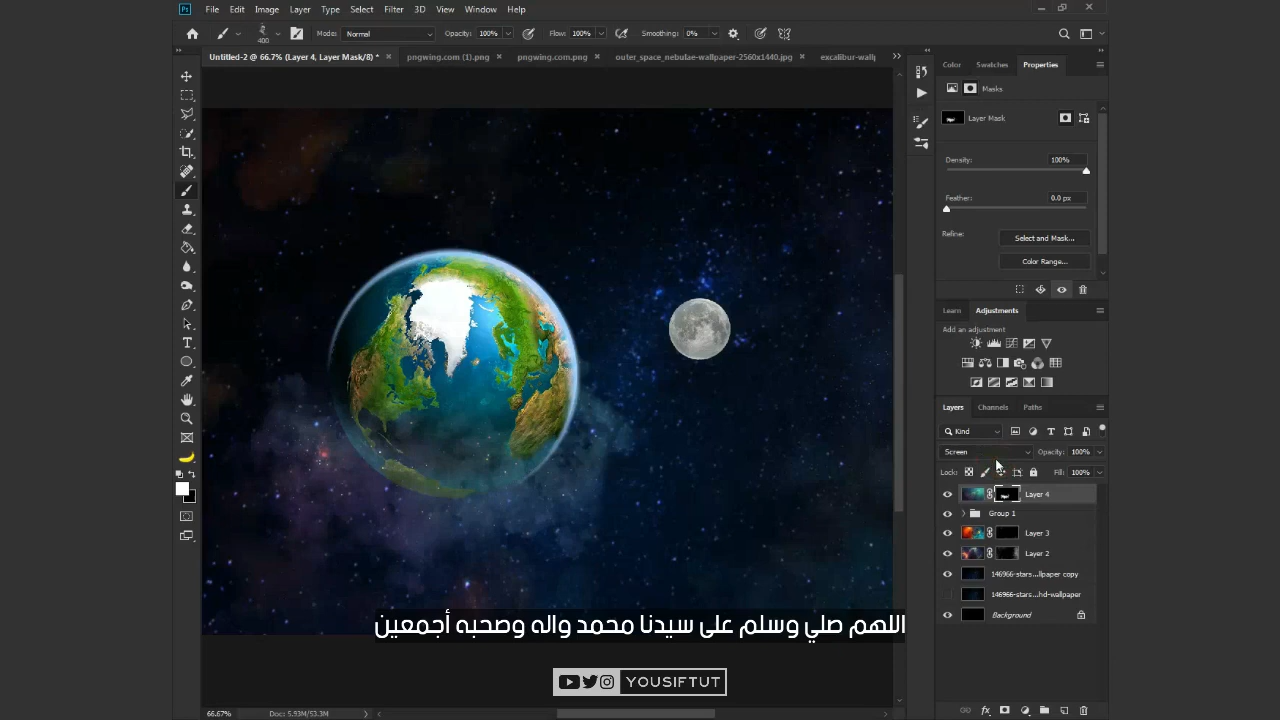 Ps File Edit Image Layer Type Select Filter 3D View Window Help
400 Mode: Normal Opacity: 100% Flow: 100% Smoothing: 0%
Untitled-2 @ 66.7% (Layer 4, Layer Mask/8) * × pngwing.com (1).png × pngwing.com.png × outer_space_nebulae-wallpaper-2560x1440.jpg × excalibur-wallp
Color Swatches Properties
Masks
Layer Mask
Density: 100%
Feather: 0.0 px
Refine: Select and Mask...
Color Range...
Learn Adjustments
Add an adjustment
Layers Channels Paths
Kind
Screen Opacity: 100%
Lock: Fill: 100%
Layer 4
Group 1
Layer 3
Layer 2
146966-stars...llpaper copy
146966-stars...hd-wallpaper
Background
اللهم صلي وسلم على سيدنا محمد واله وصحبه أجمعين
YOUSIFTUT
66.67% Doc: 5.93M/53.3M